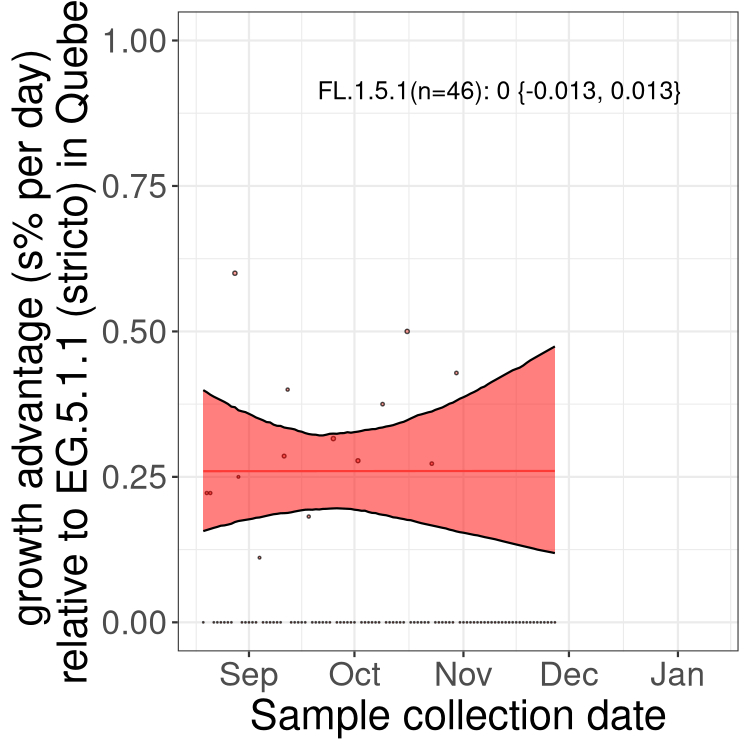 growth advantage (s% per day)
relative to EG.5.1.1 (stricto) in Quebe
1.00
0.75
0.50
0.25
0.00
FL.1.5.1(n=46): 0 {-0.013, 0.013}
Sep Oct Nov Dec Jan
Sample collection date